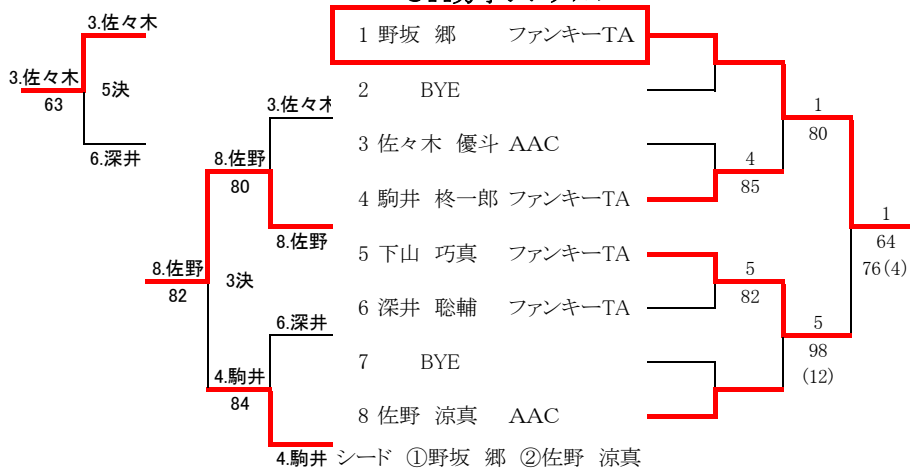 3.佐々木
3.佐々木
63
5決
6.深井
3.佐々木
8.佐野
80
8.佐野
8.佐野
82
3決
6.深井
4.駒井
84
4.駒井
1 野坂 郷 ファンキーTA
2 BYE
3 佐々木 優斗 AAC
4 駒井 柊一郎 ファンキーTA
5 下山 巧真 ファンキーTA
6 深井 聡輔 ファンキーTA
7 BYE
8 佐野 涼真 AAC
シード ①野坂 郷 ②佐野 涼真
4
85
5
82
1
80
5
98
(12)
1
64
76(4)